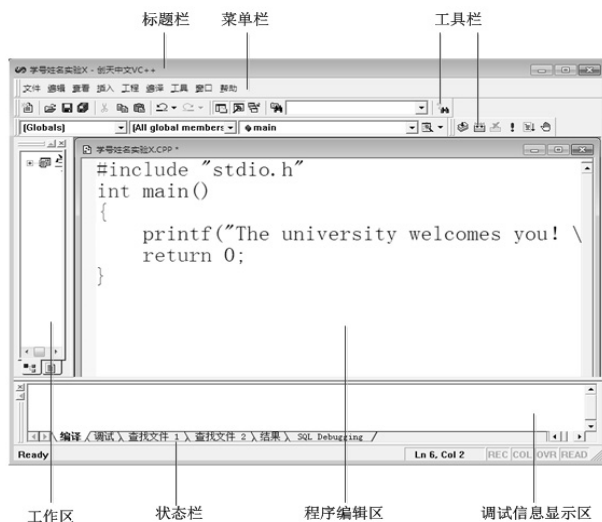 标题栏 菜单栏 工具栏
学号姓名实验X - 创天中文VC++
文件 编辑 查看 插入 工程 编译 工具 窗口 帮助
[Globals] [All global members main
学号姓名实验X.CPP *
#include "stdio.h"
int main()
{
printf("The university welcomes you! \
return 0;
}
编译 调试 查找文件 1 查找文件 2 结果 SQL Debugging
Ready Ln 6, Col 2 REC COL OVR READ
工作区 状态栏 程序编辑区 调试信息显示区